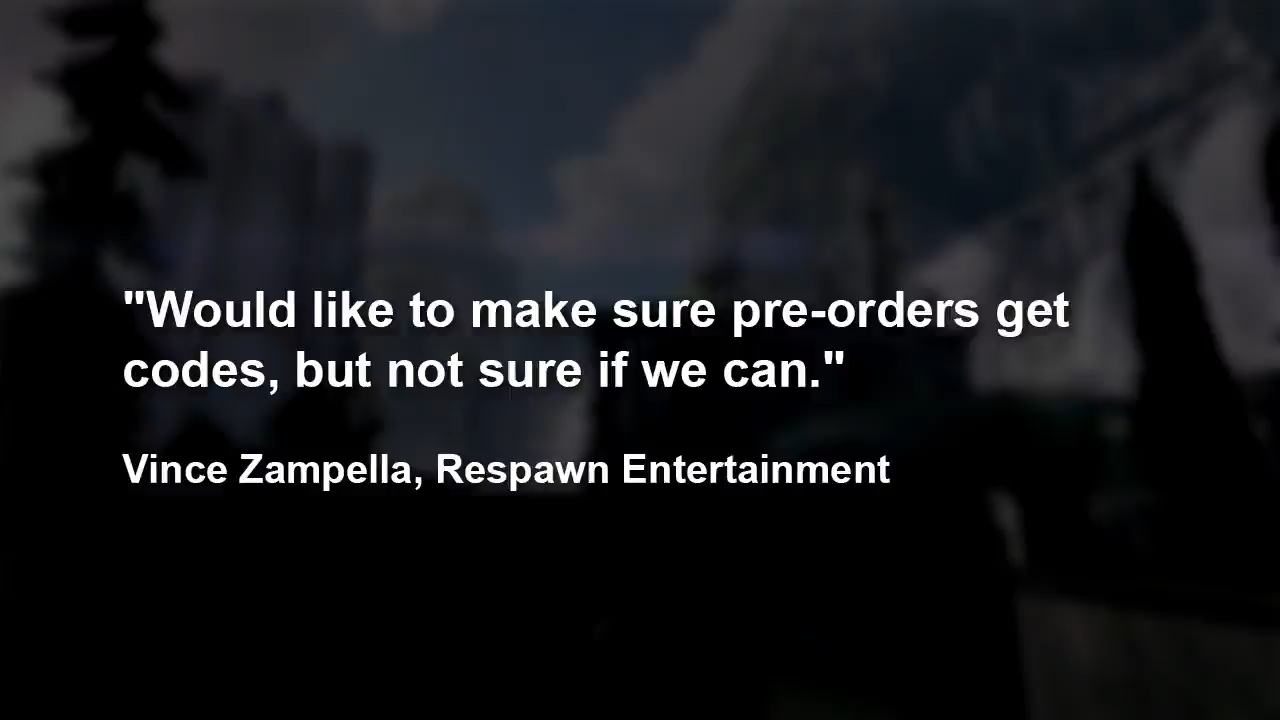 "Would like to make sure pre-orders get
codes, but not sure if we can."
Vince Zampella, Respawn Entertainment